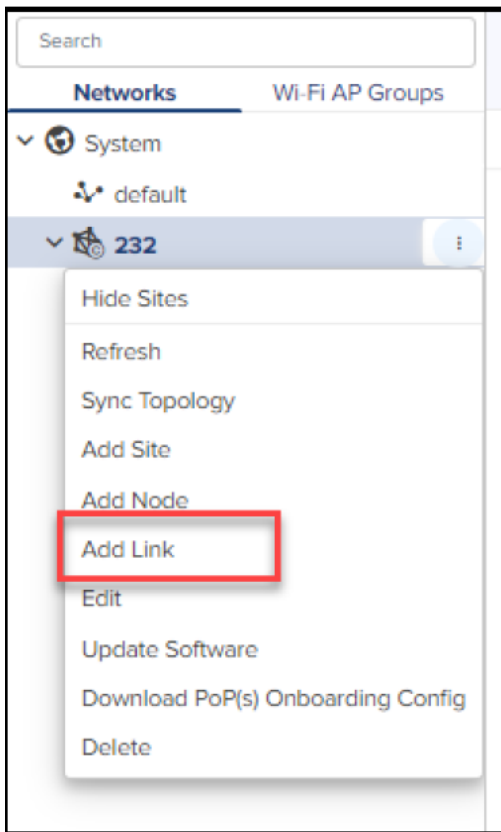 Search
Networks Wi-Fi AP Groups
System
default
232
Hide Sites
Refresh
Sync Topology
Add Site
Add Node
Add Link
Edit
Update Software
Download PoP(s) Onboarding Config
Delete